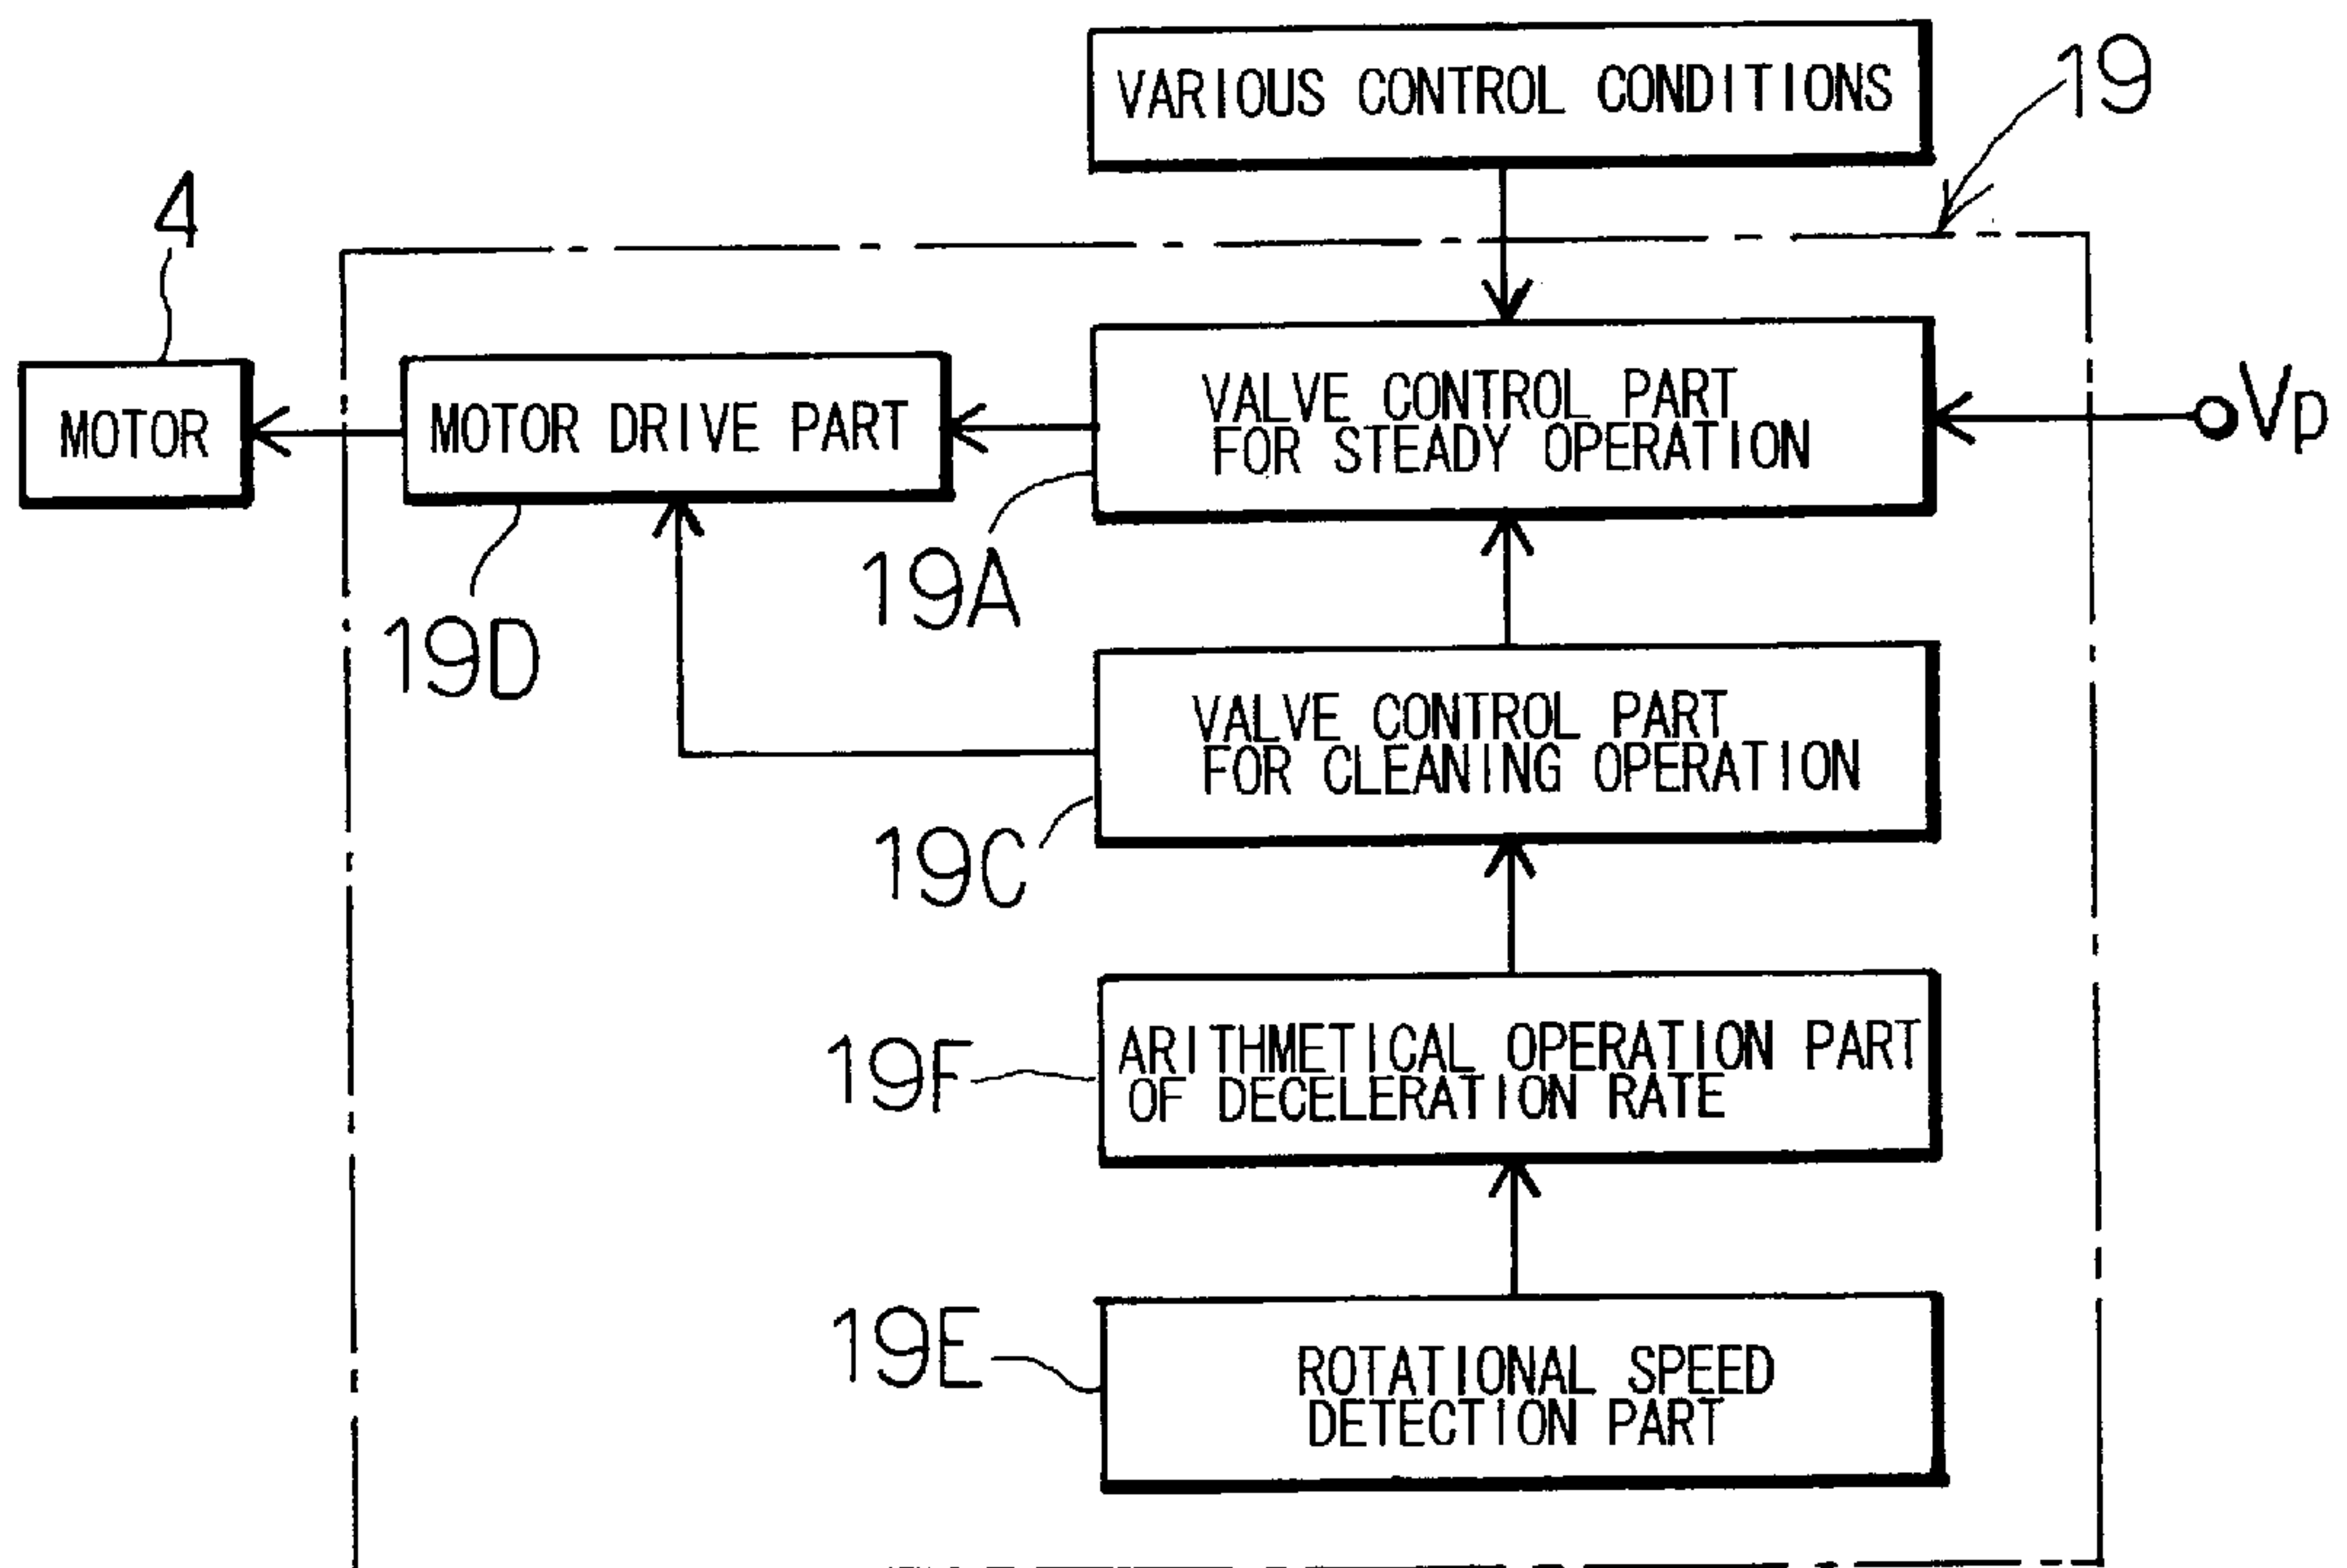 VARIOUS CONTROL CONDITIONS
19
4
MOTOR
MOTOR DRIVE PART
VALVE CONTROL PART
FOR STEADY OPERATION
Vp
19A
19D
VALVE CONTROL PART
FOR CLEANING OPERATION
19C
ARITHMETICAL OPERATION PART
OF DECELERATION RATE
19F
19E
ROTATIONAL SPEED
DETECTION PART